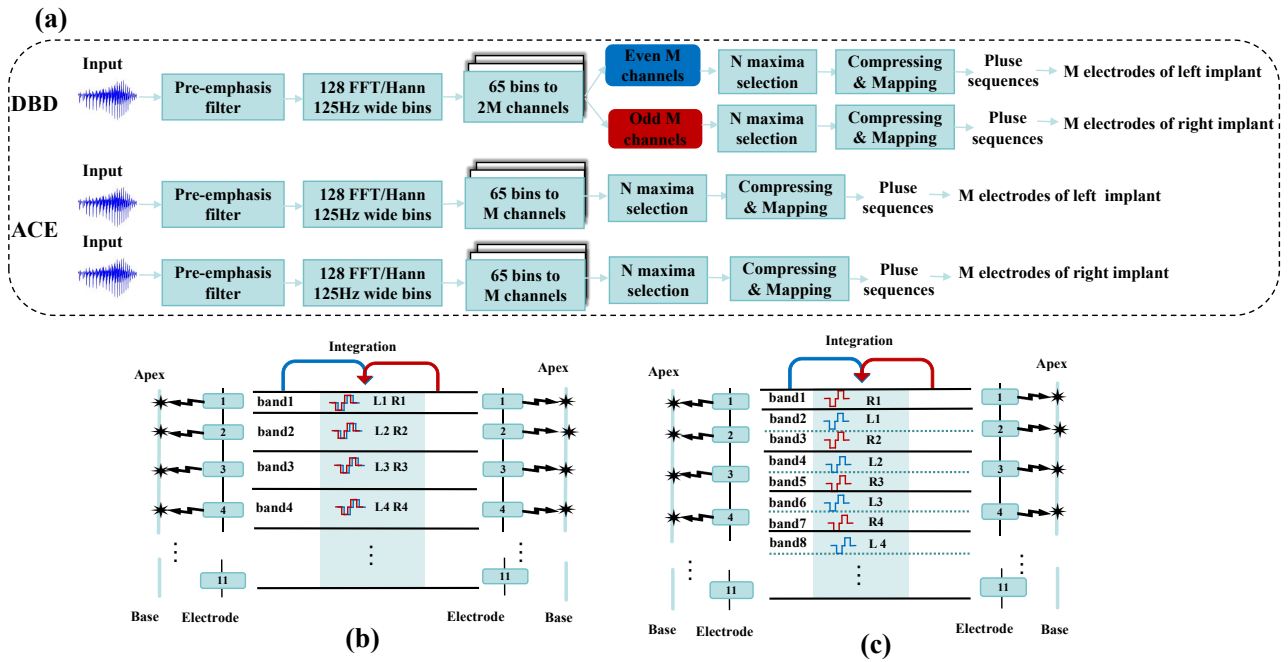 (a)
DBD
Input
Pre-emphasis
filter
128 FFT/Hann
125Hz wide bins
65 bins to
2M channels
Even M
channels
N maxima
selection
Compressing
& Mapping
Pluse
sequences
M electrodes of left implant
Odd M
channels
N maxima
selection
Compressing
& Mapping
Pluse
sequences
M electrodes of right implant
ACE
Input
Pre-emphasis
filter
128 FFT/Hann
125Hz wide bins
65 bins to
M channels
N maxima
selection
Compressing
& Mapping
Pluse
sequences
M electrodes of left implant
Input
Pre-emphasis
filter
128 FFT/Hann
125Hz wide bins
65 bins to
M channels
N maxima
selection
Compressing
& Mapping
Pluse
sequences
M electrodes of right implant
Integration
Apex
Apex
1
band1
L1 R1
1
2
band2
L2 R2
2
3
band3
L3 R3
3
4
band4
L4 R4
4
11
11
Base
Electrode
Electrode
Base
(b)
Integration
Apex
Apex
1
band1
R1
1
band2
L1
2
band3
R2
2
band4
L2
3
band5
R3
3
band6
L3
4
band7
R4
4
band8
L 4
11
11
Base
Electrode
Electrode
Base
(c)